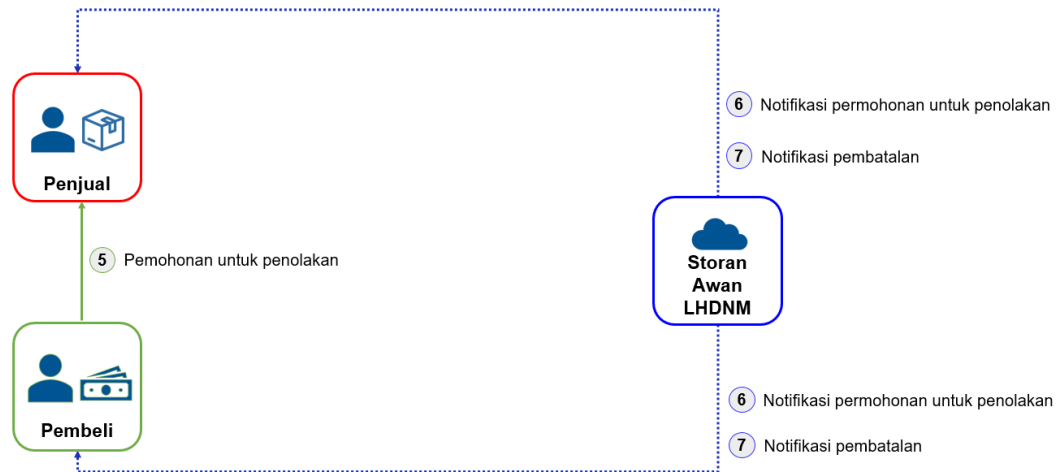 6 Notifikasi permohonan untuk penolakan
7 Notifikasi pembatalan
Penjual
5 Pemohonan untuk penolakan
Storan
Awan
LHDNM
Pembeli
6 Notifikasi permohonan untuk penolakan
7 Notifikasi pembatalan